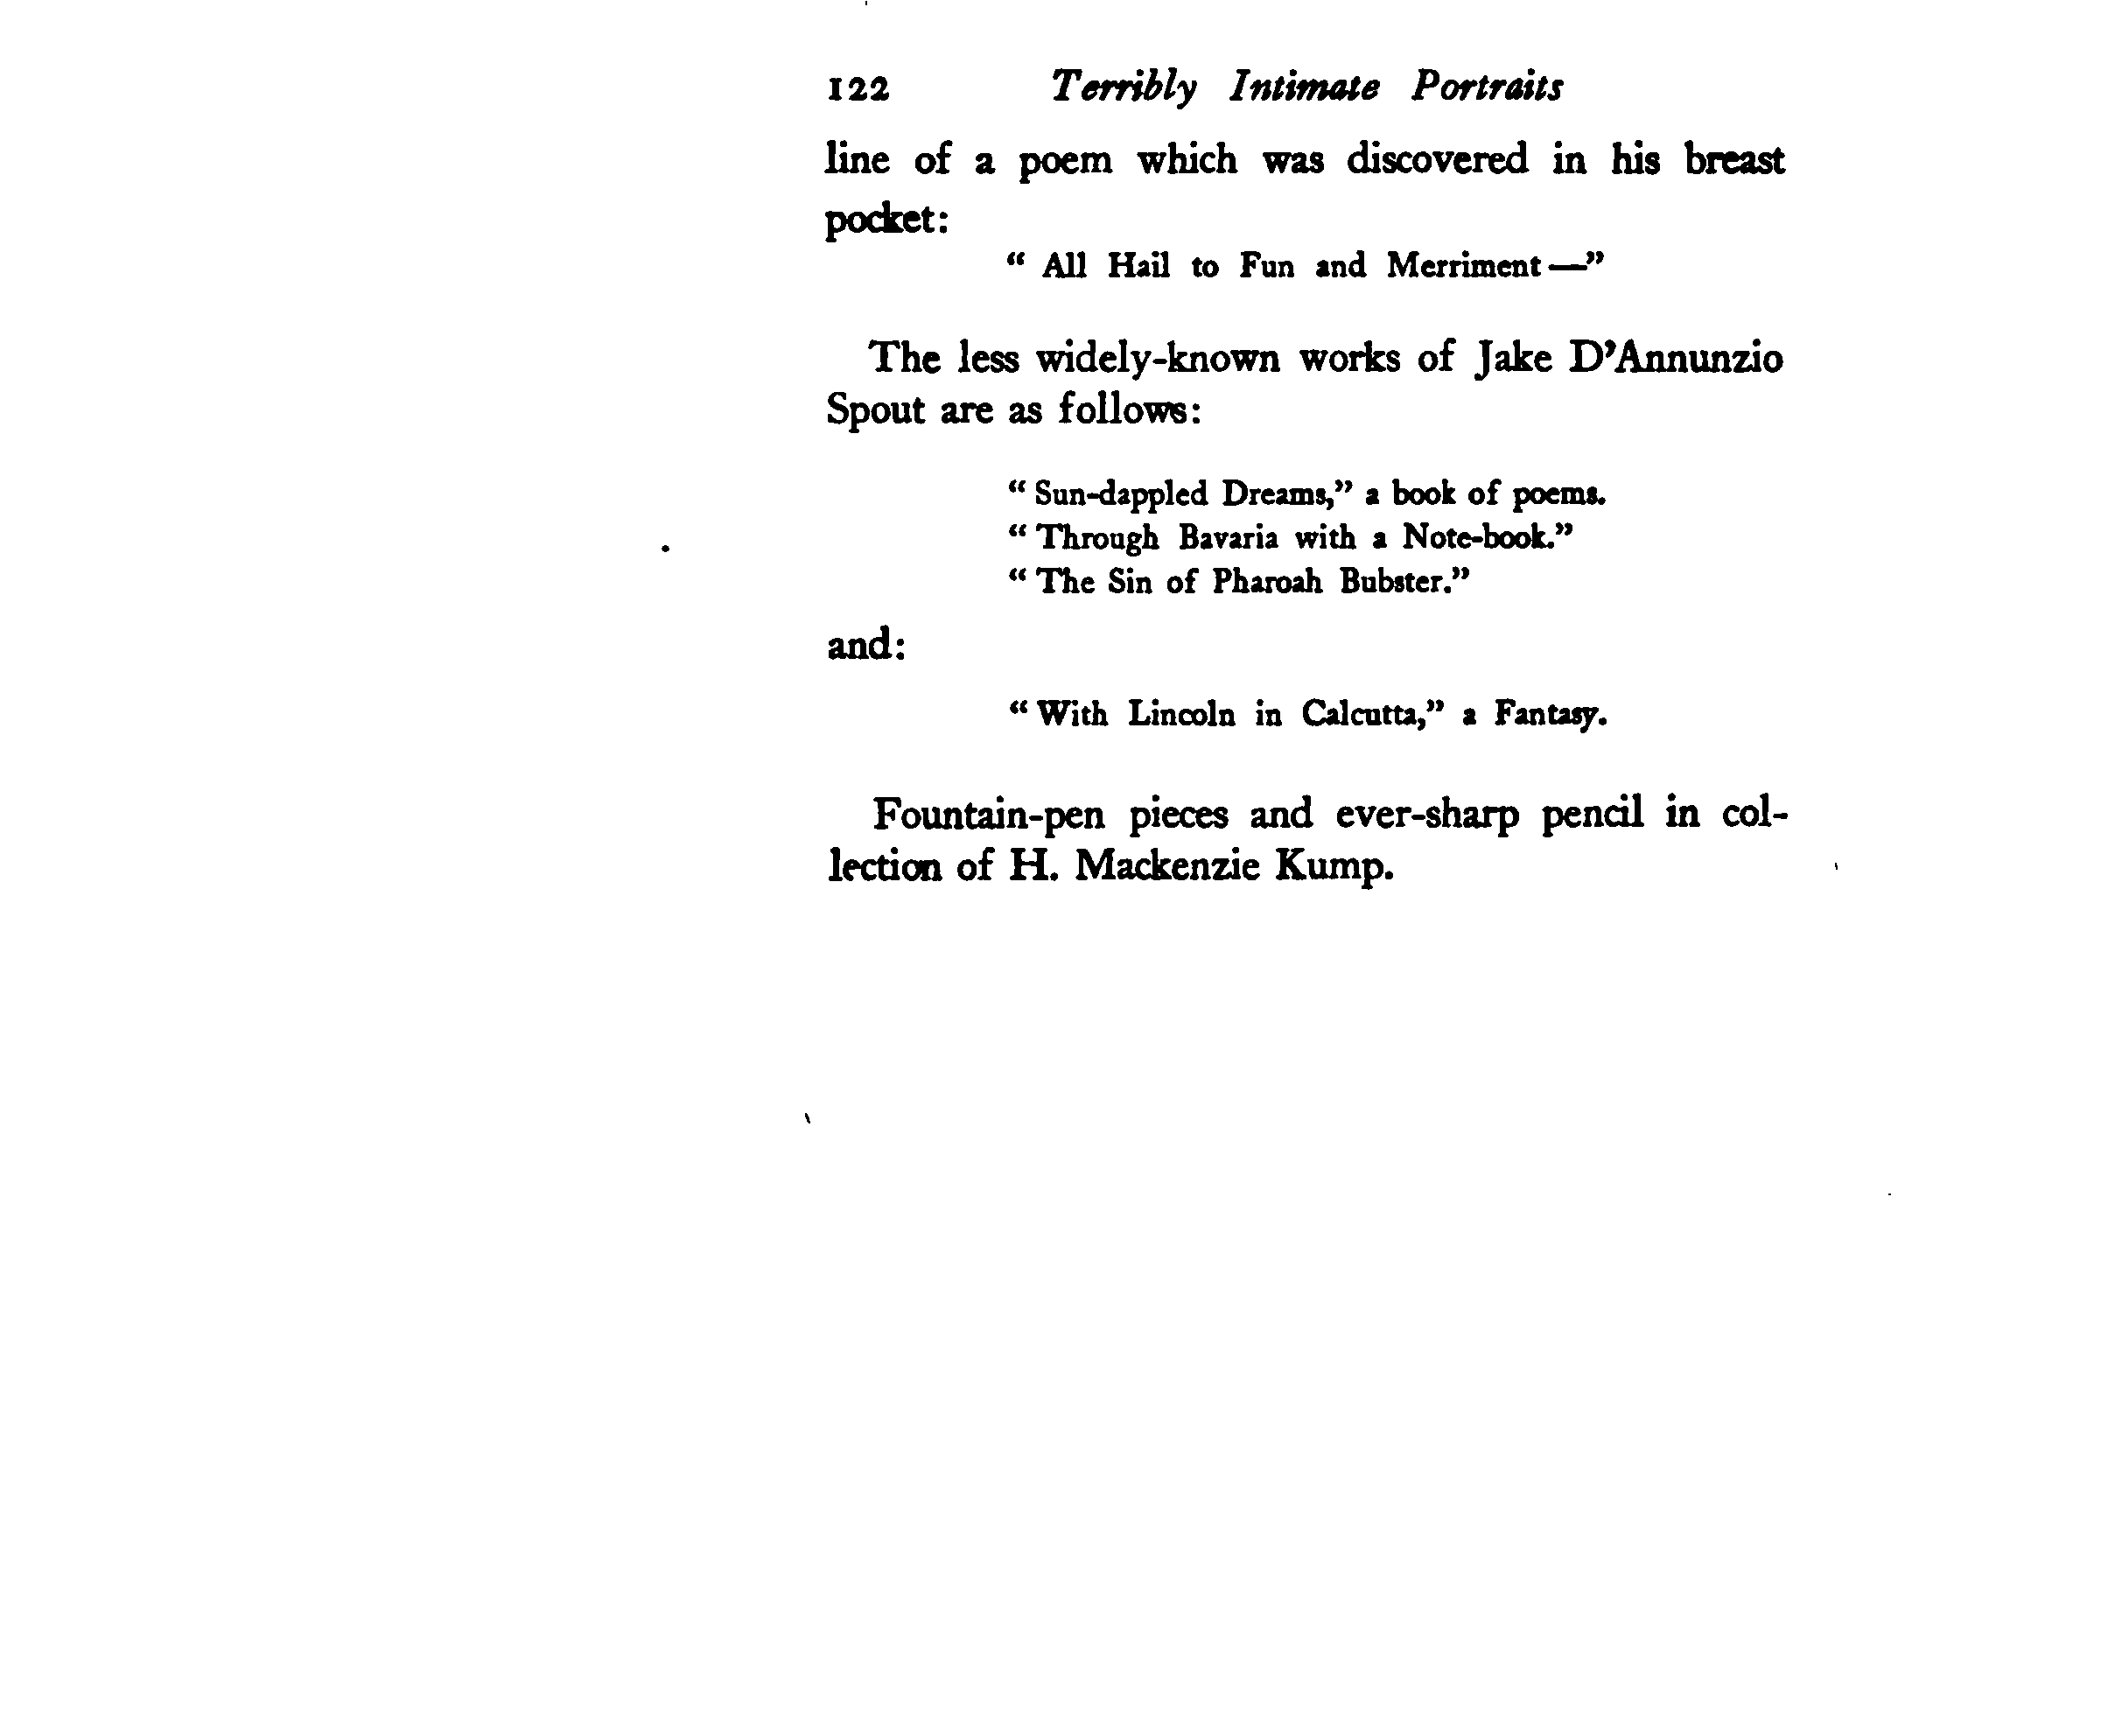 122 Terribly Intimate Portraits
line of a poem which was discovered in his breast
pocket:
“ All Hail to Fun and Merriment—”
The less widely-known works of Jake D’Annunzio
Spout are as follows:
“ Sun-dappled Dreams,” a book of poems.
“ Through Bavaria with a Note-book.”
“ The Sin of Pharoah Bubster.”
and:
“ With Lincoln in Calcutta,” a Fantasy.
Fountain-pen pieces and ever-sharp pencil in col-
lection of H. Mackenzie Kump.